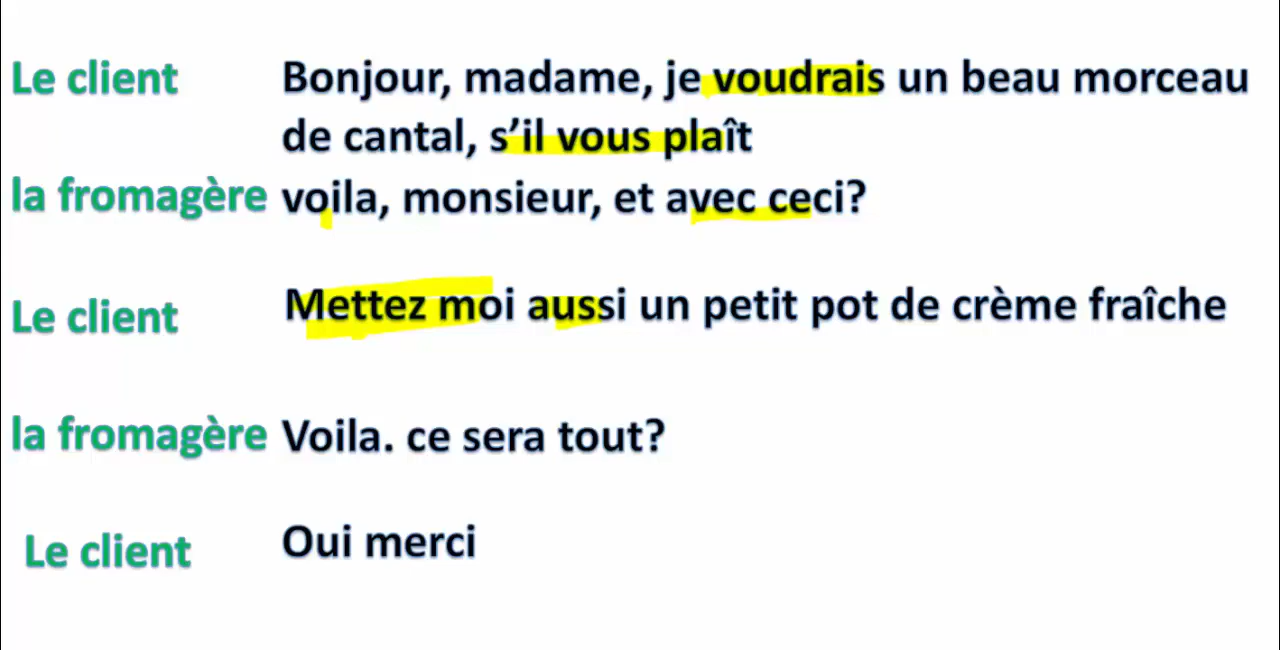 Le client Bonjour, madame, je voudrais un beau morceau
de cantal, s’il vous plaît
la fromagère voila, monsieur, et avec ceci?
Le client Mettez moi aussi un petit pot de crème fraîche
la fromagère Voila. ce sera tout?
Le client Oui merci